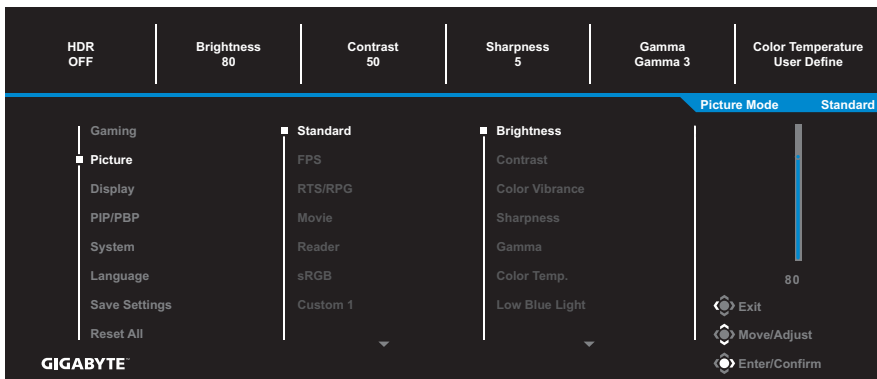 HDR
OFF
Brightness
80
Contrast
50
Sharpness
5
Gamma
Gamma 3
Color Temperature
User Define
Picture Mode Standard
Gaming
Picture
Display
PIP/PBP
System
Language
Save Settings
Reset All
Standard
FPS
RTS/RPG
Movie
Reader
sRGB
Custom 1
Brightness
Contrast
Color Vibrance
Sharpness
Gamma
Color Temp.
Low Blue Light
80
Exit
Move/Adjust
Enter/Confirm
GIGABYTE™